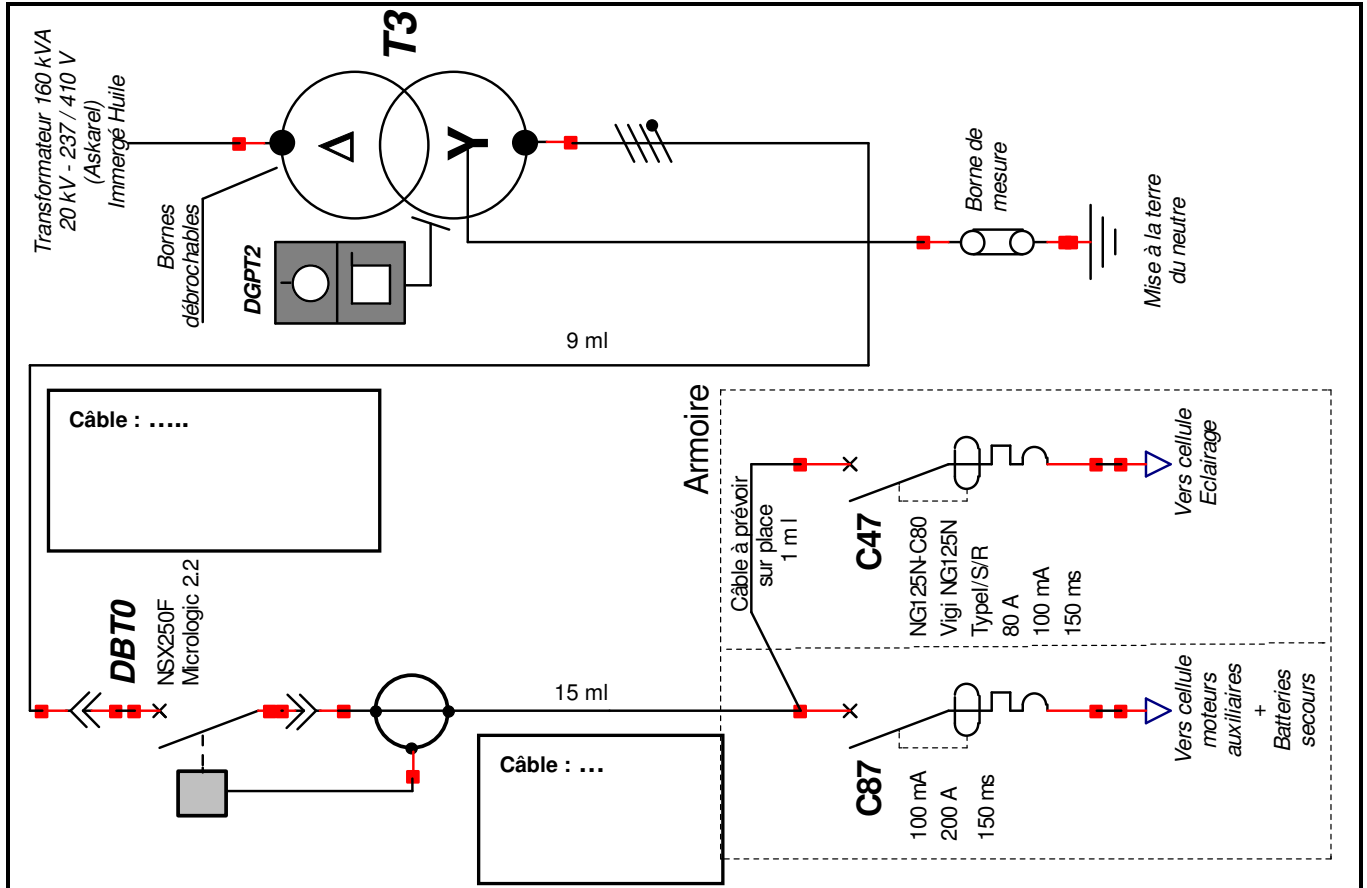 Transformateur 160 kVA
20 kV - 237 / 410 V
(Askarel)
Immergé Huile
T3
Δ
Y
Bornes
débrochables
DGPT2
Borne de
mesure
Mise à la terre
du neutre
9 ml
Câble : .....
DBT0
NSX250F
Micrologic 2.2
15 ml
Câble : ...
Armoire
Câble à prévoir
sur place
1 m l
C47
NG125N-C80
Vigi NG125N
TypeI/S/R
80 A
100 mA
150 ms
Vers cellule
Eclairage
C87
100 mA
200 A
150 ms
Vers cellule
moteurs
auxiliaires
+
Batteries
secours